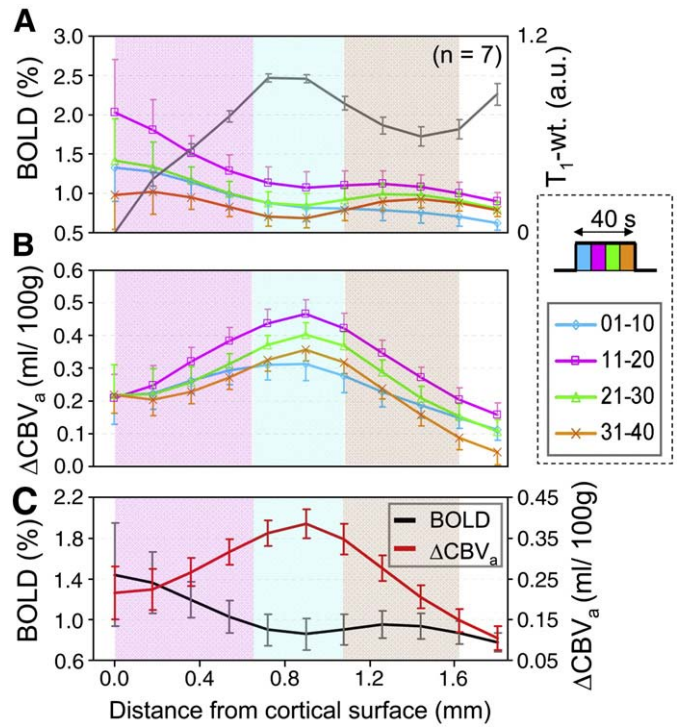 A
3.0
2.5
2.0
1.5
1.0
0.5
BOLD (%)
(n = 7)
1.2
0
T1-wt. (a.u.)
B
0.6
0.5
0.4
0.3
0.2
0.1
0.0
ΔCBVa (ml/ 100g)
40 s
01-10
11-20
21-30
31-40
C
2.2
1.8
1.4
1.0
0.6
BOLD (%)
BOLD
ΔCBVa
0.45
0.35
0.25
0.15
0.05
ΔCBVa (ml/ 100g)
0.0 0.4 0.8 1.2 1.6
Distance from cortical surface (mm)